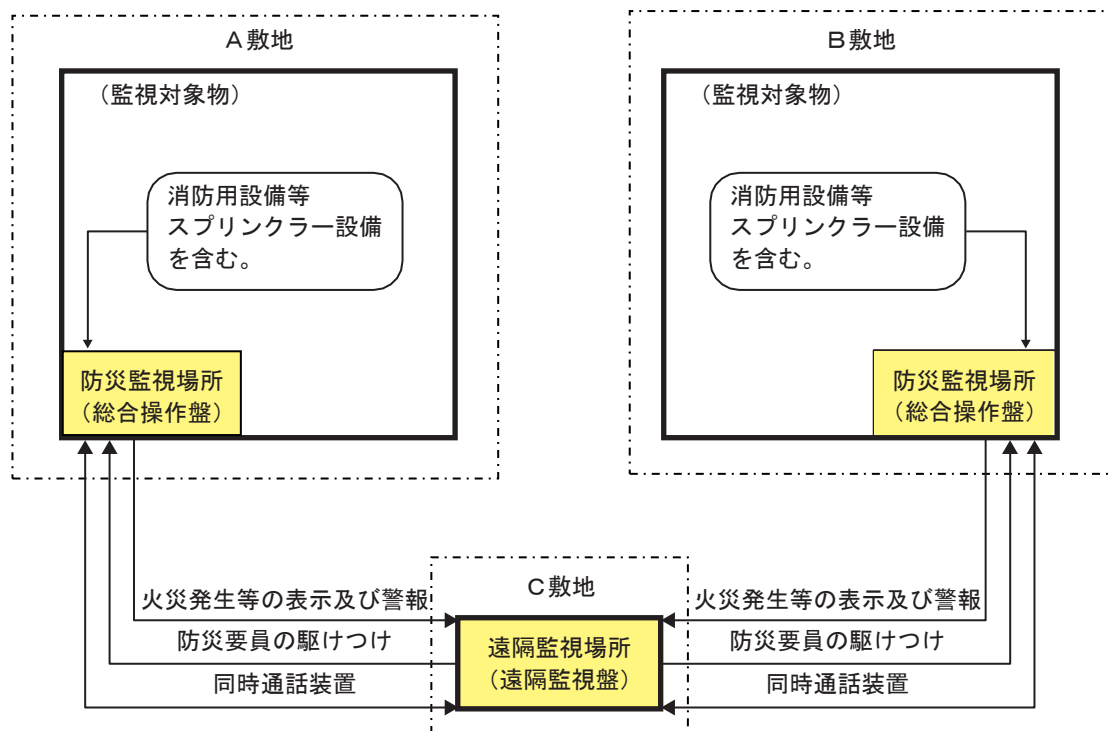 A敷地
(監視対象物)
消防用設備等
スプリンクラー設備
を含む。
防災監視場所
(総合操作盤)
B敷地
(監視対象物)
消防用設備等
スプリンクラー設備
を含む。
防災監視場所
(総合操作盤)
火災発生等の表示及び警報
防災要員の駆けつけ
同時通話装置
C敷地
遠隔監視場所
(遠隔監視盤)
火災発生等の表示及び警報
防災要員の駆けつけ
同時通話装置